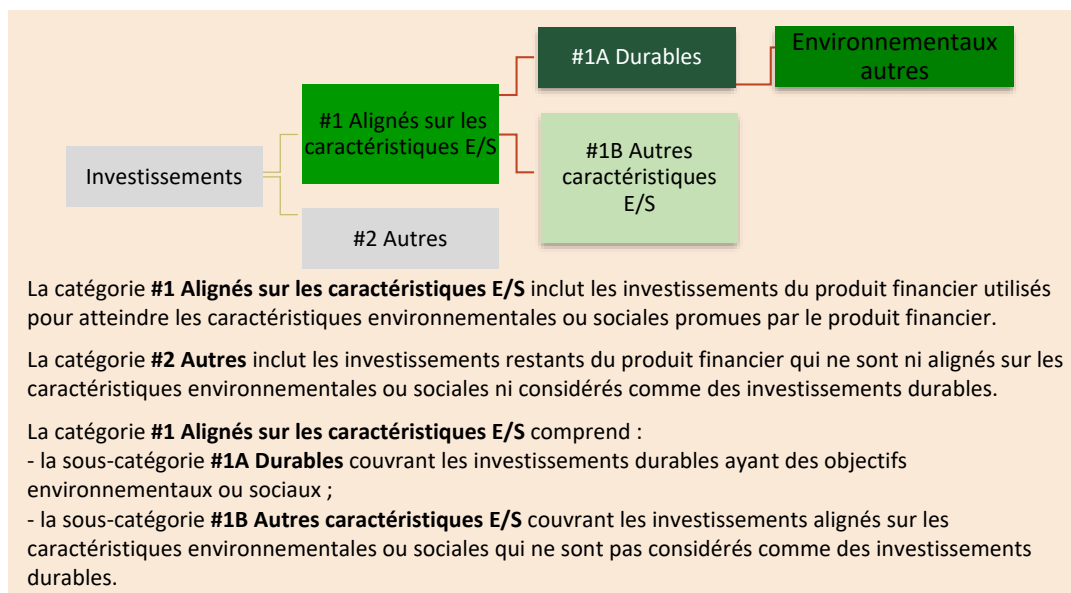 #1A Durables
Environnementaux
autres
#1 Alignés sur les
caractéristiques E/S
#1B Autres
caractéristiques
E/S
Investissements
#2 Autres
La catégorie #1 Alignés sur les caractéristiques E/S inclut les investissements du produit financier utilisés
pour atteindre les caractéristiques environnementales ou sociales promues par le produit financier.
La catégorie #2 Autres inclut les investissements restants du produit financier qui ne sont ni alignés sur les
caractéristiques environnementales ou sociales ni considérés comme des investissements durables.
La catégorie #1 Alignés sur les caractéristiques E/S comprend :
- la sous-catégorie #1A Durables couvrant les investissements durables ayant des objectifs
environnementaux ou sociaux ;
- la sous-catégorie #1B Autres caractéristiques E/S couvrant les investissements alignés sur les
caractéristiques environnementales ou sociales qui ne sont pas considérés comme des investissements
durables.